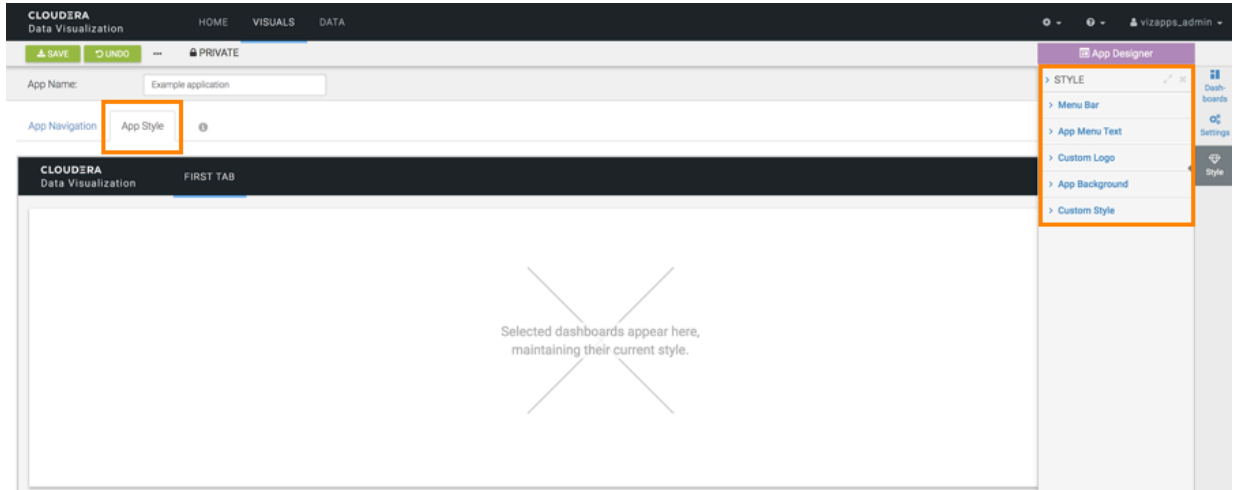 CLOUDERA
Data Visualization
HOME VISUALS DATA
vizapps_admin
SAVE UNDO PRIVATE
App Designer
App Name: Example application
App Navigation App Style
CLOUDERA
Data Visualization
FIRST TAB
Selected dashboards appear here,
maintaining their current style.
STYLE
Menu Bar
App Menu Text
Custom Logo
App Background
Custom Style
Dash-
boards
Settings
Style